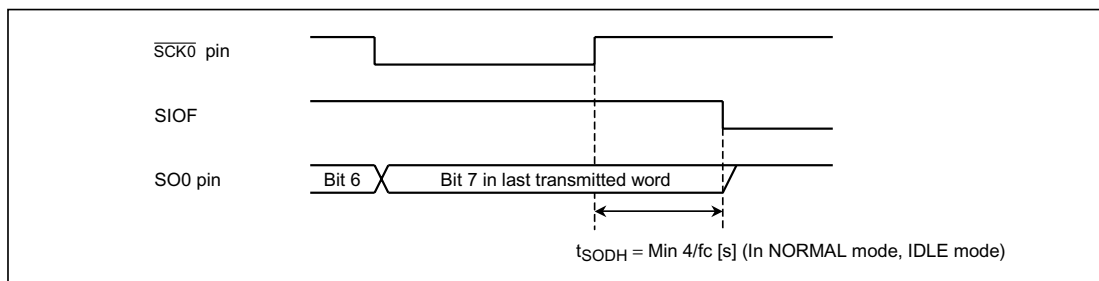 SCK0 pin
SIOF
SO0 pin
Bit 6
Bit 7 in last transmitted word
tSODH = Min 4/fc [s] (In NORMAL mode, IDLE mode)